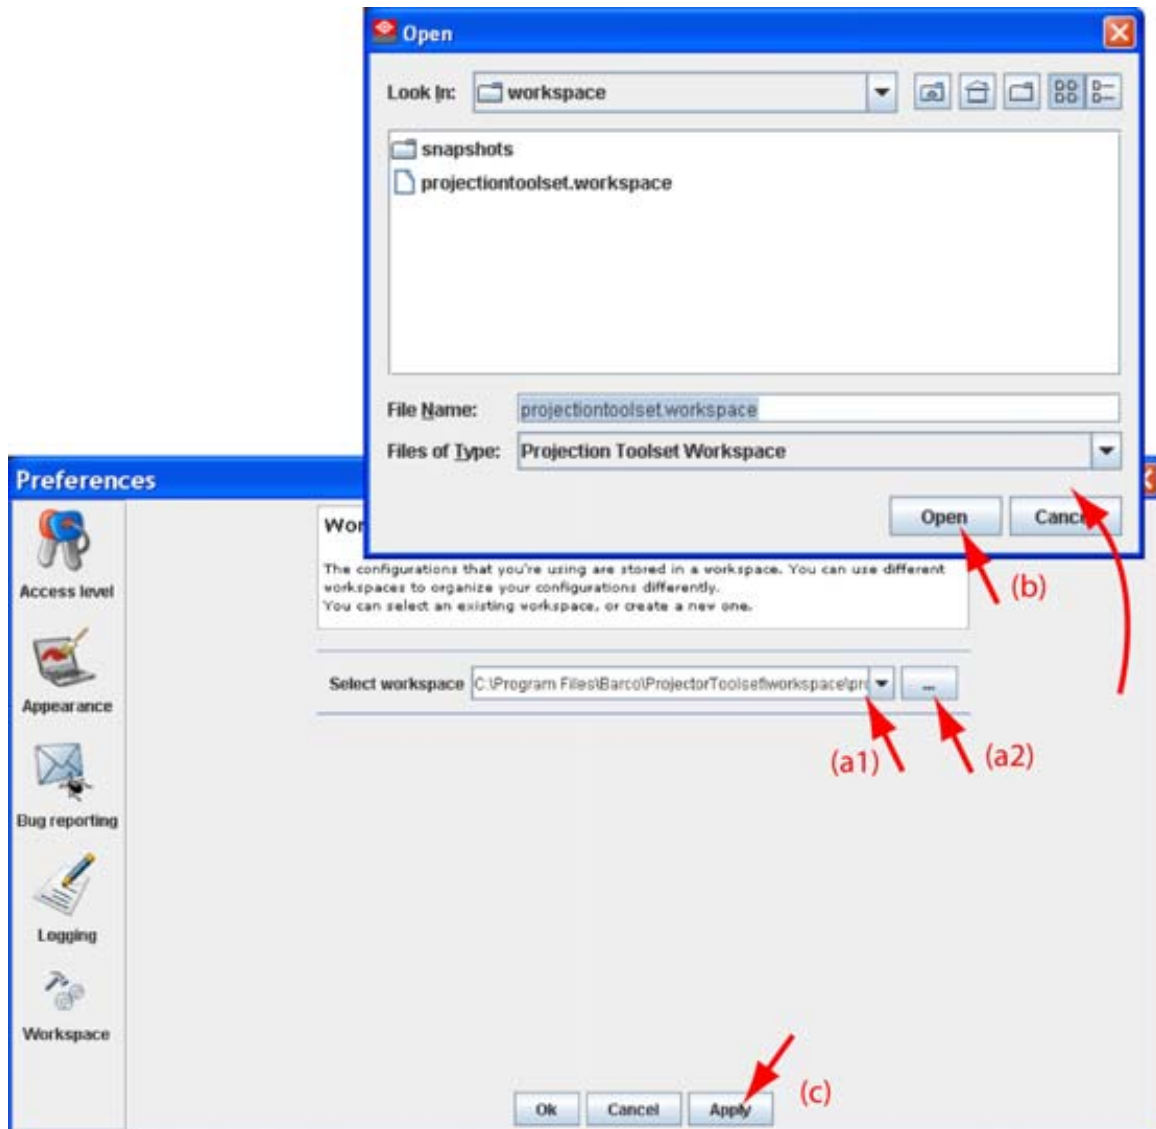 Open
Look In: workspace
snapshots
projectiontoolset.workspace
File Name: projectiontoolset.workspace
Files of Type: Projection Toolset Workspace
Open Cancel
(b)
Preferences
Access level
Appearance
Bug reporting
Logging
Workspace
The configurations that you're using are stored in a workspace. You can use different
workspaces to organize your configurations differently.
You can select an existing workspace, or create a new one.
Select workspace C:\Program Files\Barco\ProjectorToolset\workspace\pr ...
(a1) (a2)
Ok Cancel Apply
(c)